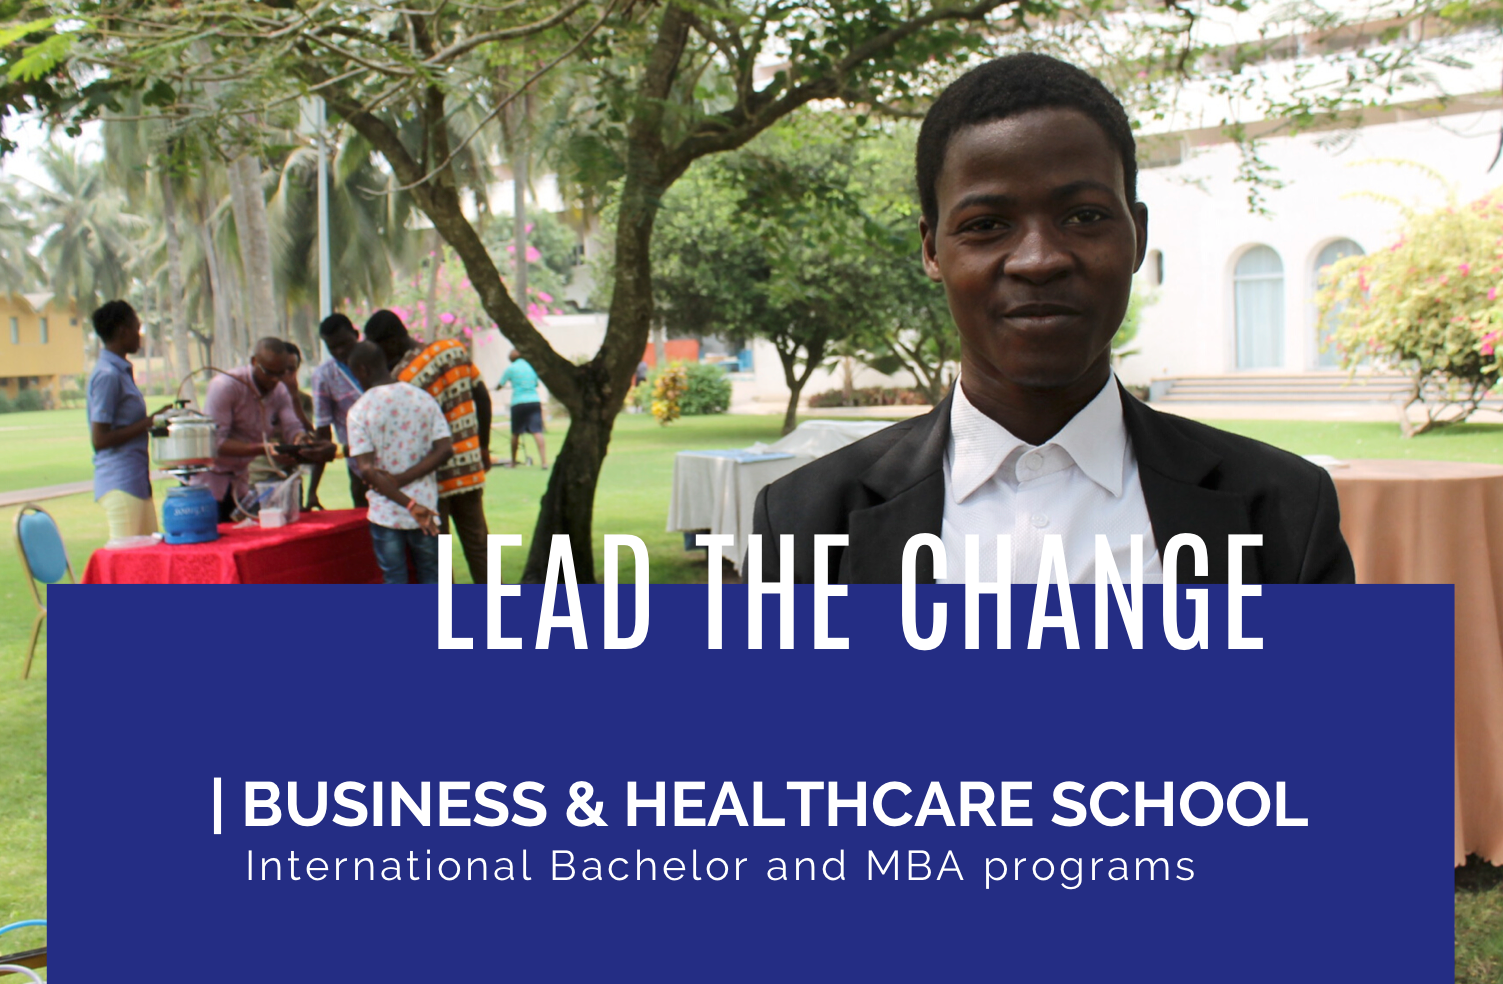 LEAD THE CHANGE
| BUSINESS & HEALTHCARE SCHOOL
International Bachelor and MBA programs